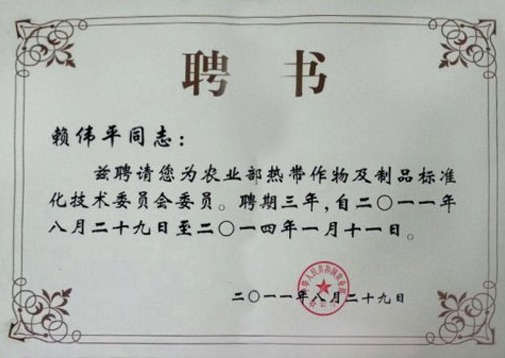 聘 书
赖伟平同志：
兹聘请您为农业部热带作物及制品标准
化技术委员会委员。聘期三年，自二〇一一年
八月二十九日至二〇一四年一月十一日。
二〇一一年八月二十九日